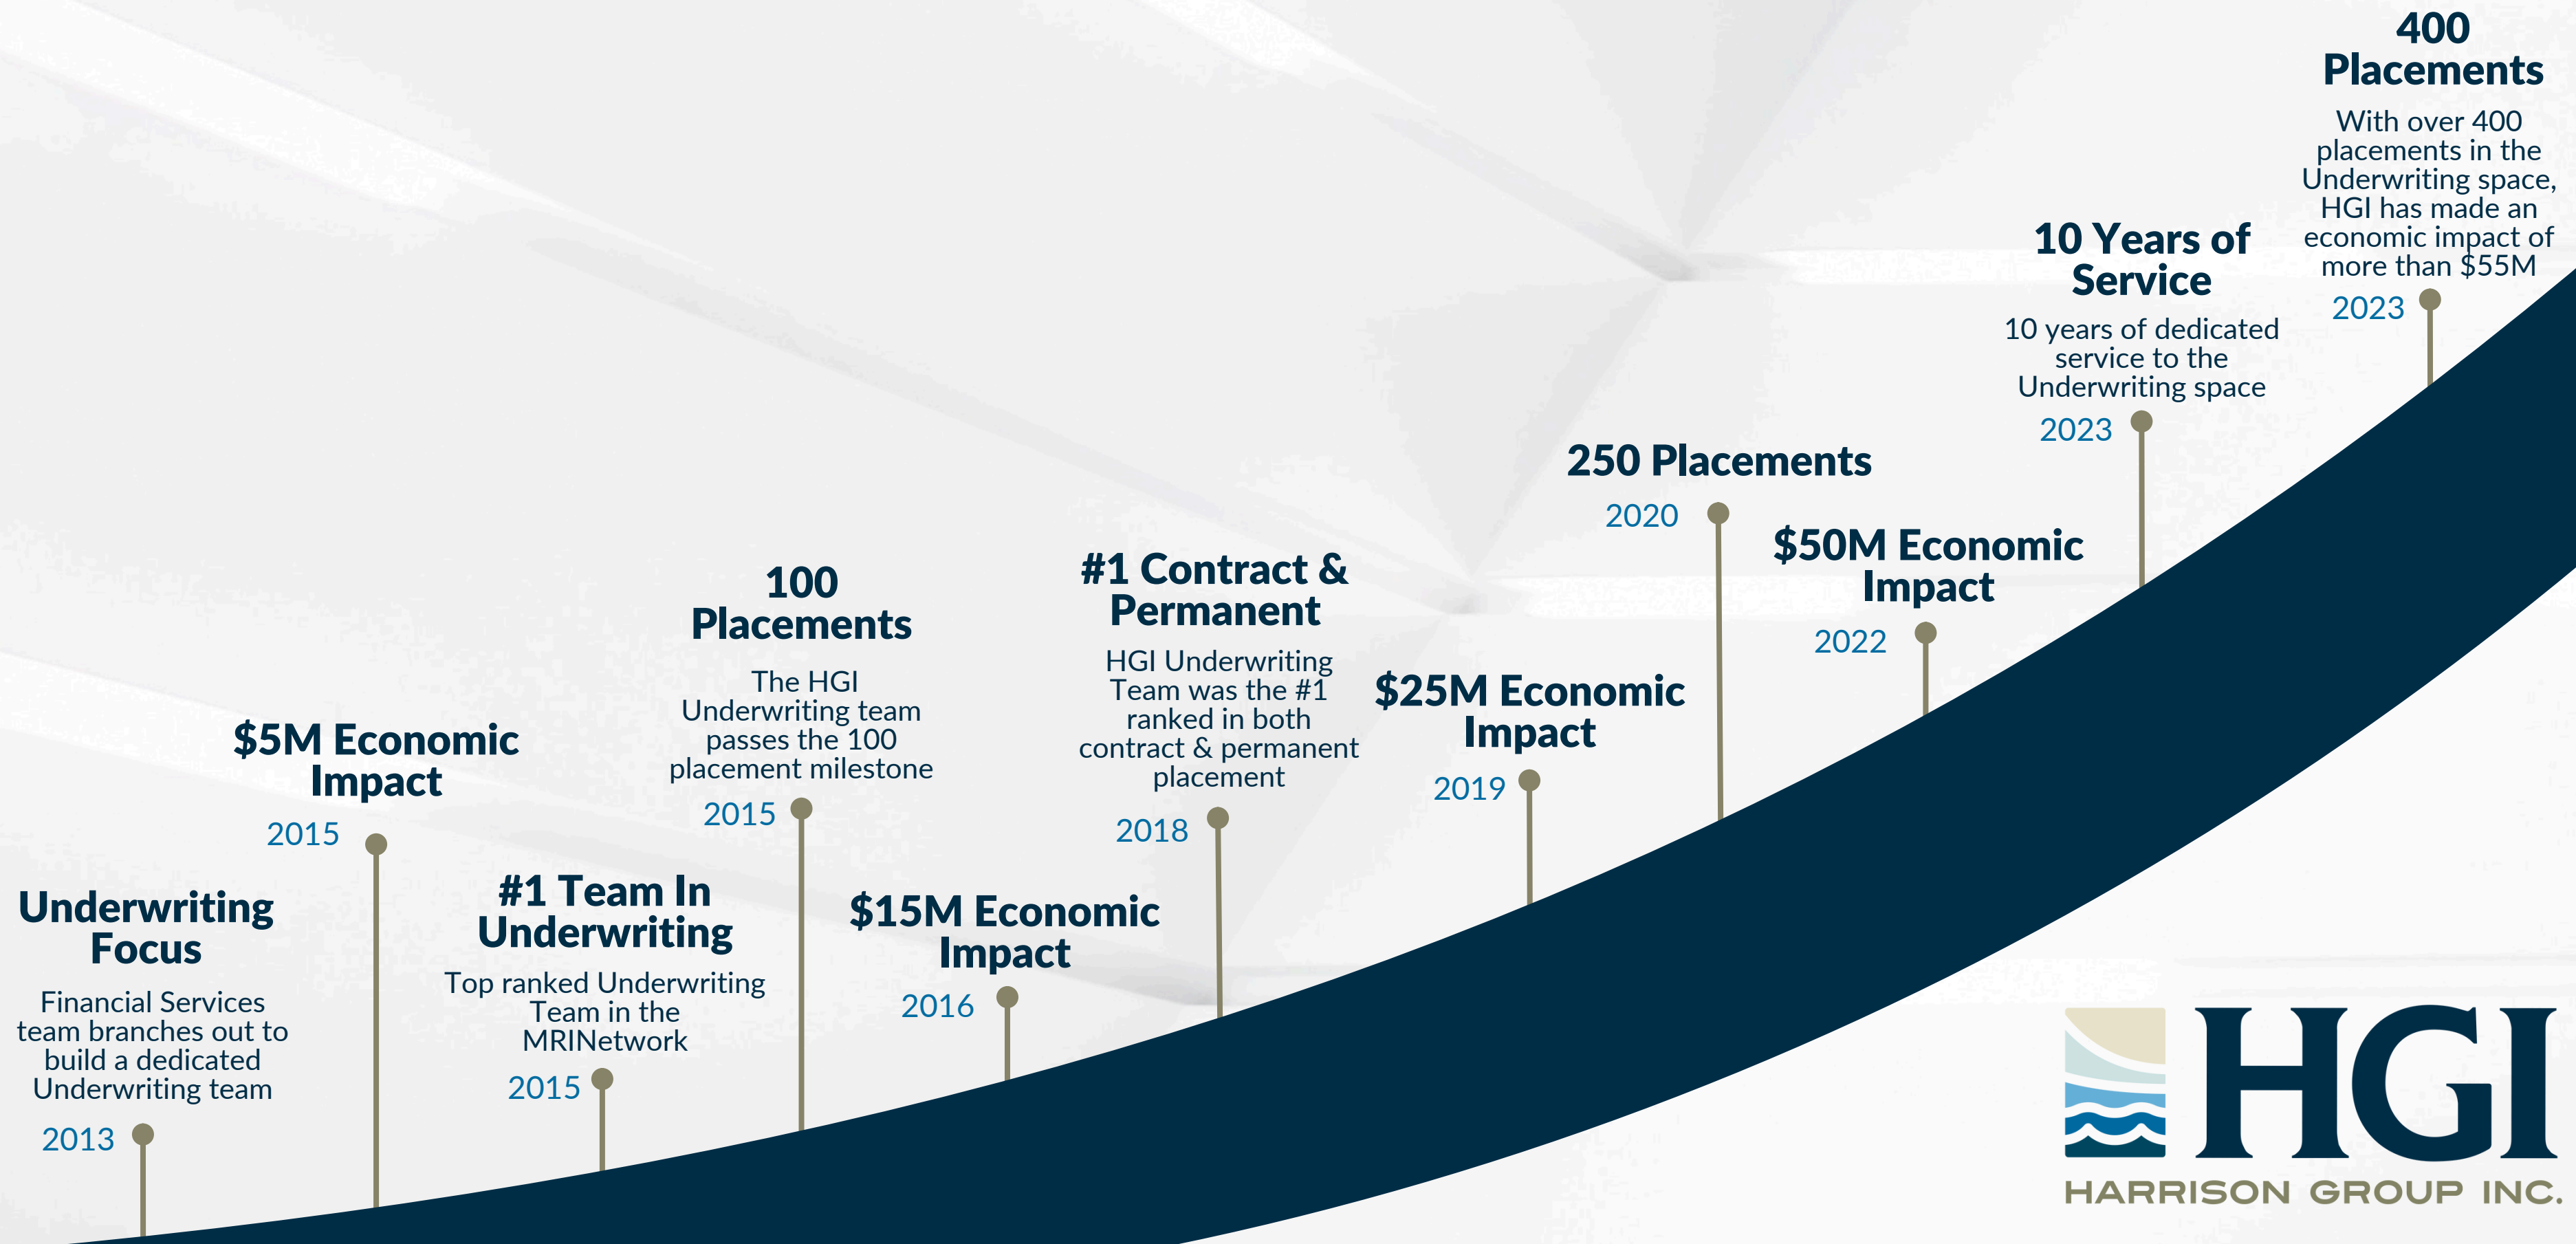 Underwriting
Focus
Financial Services
team branches out to
build a dedicated
Underwriting team
2013
$5M Economic
Impact
2015
#1 Team In
Underwriting
Top ranked Underwriting
Team in the
MRINetwork
2015
100
Placements
The HGI
Underwriting team
passes the 100
placement milestone
2015
$15M Economic
Impact
2016
#1 Contract &
Permanent
HGI Underwriting
Team was the #1
ranked in both
contract & permanent
placement
2018
$25M Economic
Impact
2019
250 Placements
2020
$50M Economic
Impact
2022
10 Years of
Service
10 years of dedicated
service to the
Underwriting space
2023
400
Placements
With over 400
placements in the
Underwriting space,
HGI has made an
economic impact of
more than $55M
2023
HGI
HARRISON GROUP INC.